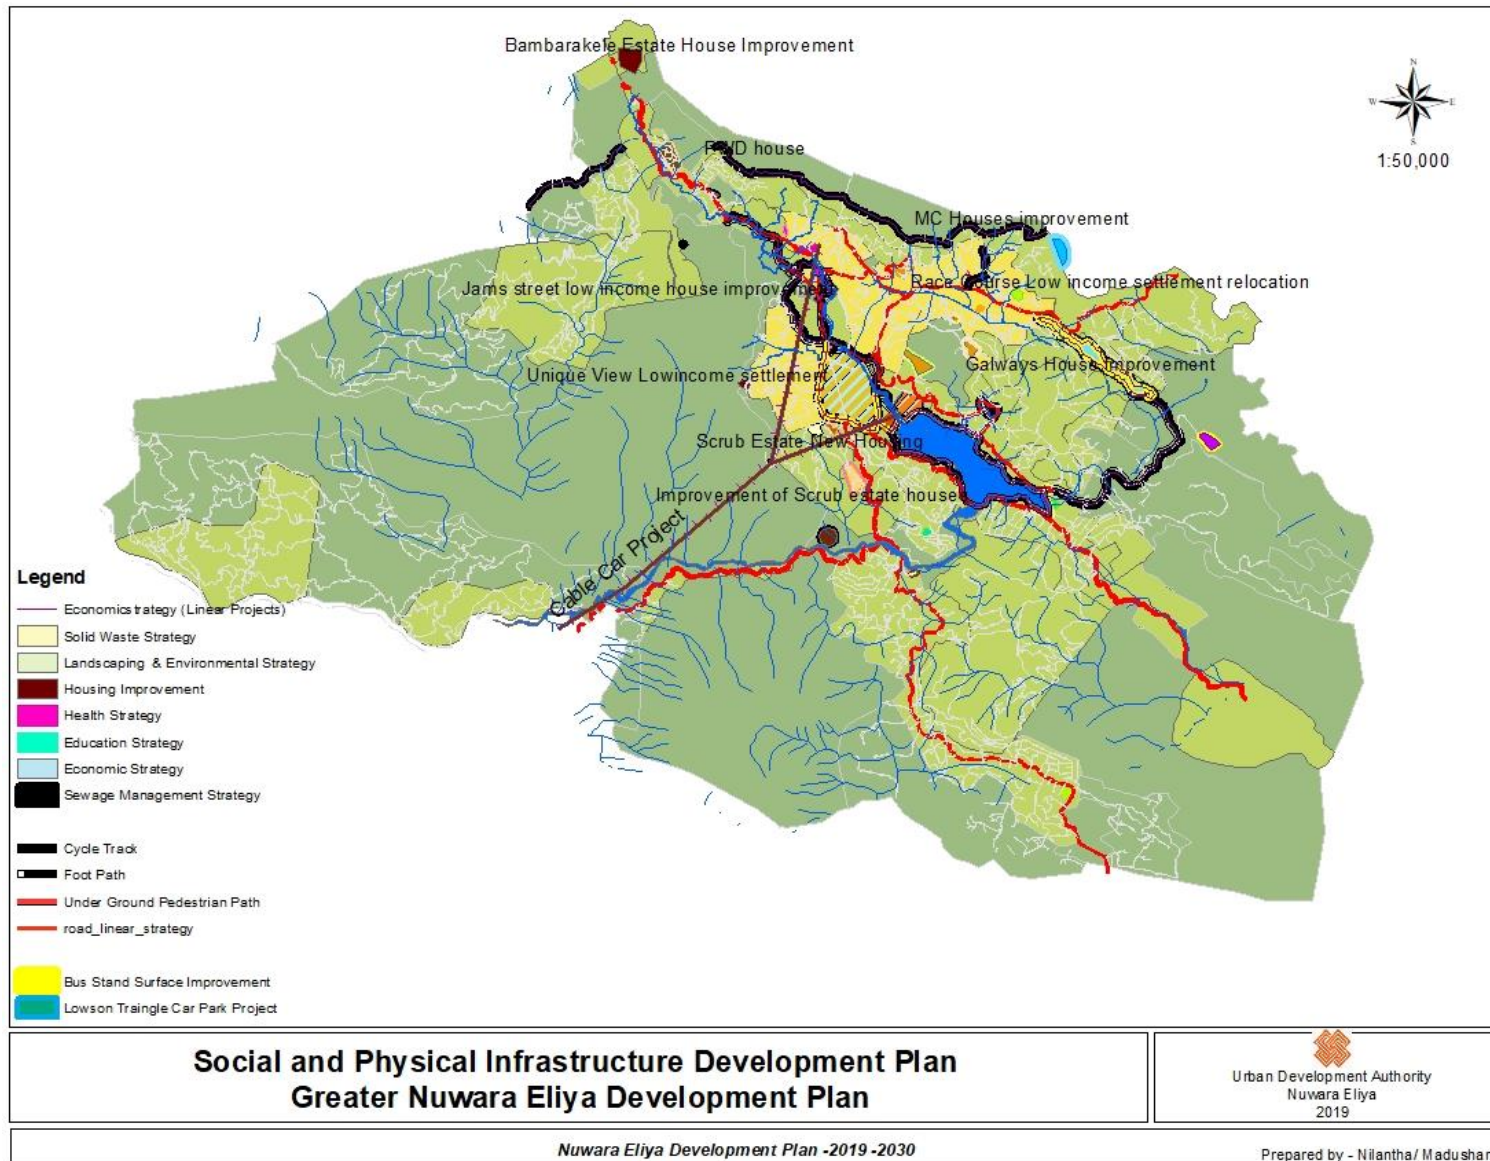 Bambarakele Estate House Improvement
N
W
E
S
1:50,000
house
MC Houses improvement
Jams street low income house improvement
Race Course Low income settlement relocation
Galways House Improvement
Unique View Lowincome settlement
Scrub Estate New Housing
Improvement of Scrub estate house
Cable Car Project
Legend
Economicstrategy (Linear Projects)
Solid Waste Strategy
Landscaping & Environmental Strategy
Housing Improvement
Health Strategy
Education Strategy
Economic Strategy
Sewage Management Strategy
Cycle Track
Foot Path
Under Ground Pedestrian Path
road_linear_strategy
Bus Stand Surface Improvement
Lowson Traingle Car Park Project
Social and Physical Infrastructure Development Plan
Greater Nuwara Eliya Development Plan
Urban Development Authority
Nuwara Eliya
2019
Nuwara Eliya Development Plan -2019 -2030
Prepared by - Nilantha/ Madushan